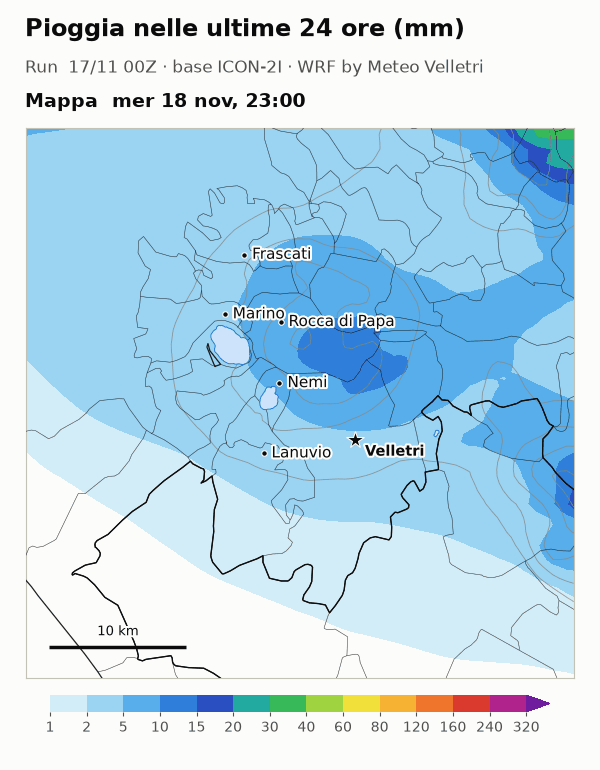 Pioggia nelle ultime 24 ore (mm)
Run  17/11 00Z · base ICON-2I · WRF by Meteo Velletri
Mappa  mer 18 nov, 23:00
Frascati
Marino
Rocca di Papa
Nemi
Velletri
Lanuvio
10 km
1 2 5 10 15 20 30 40 60 80 120 160 240 320